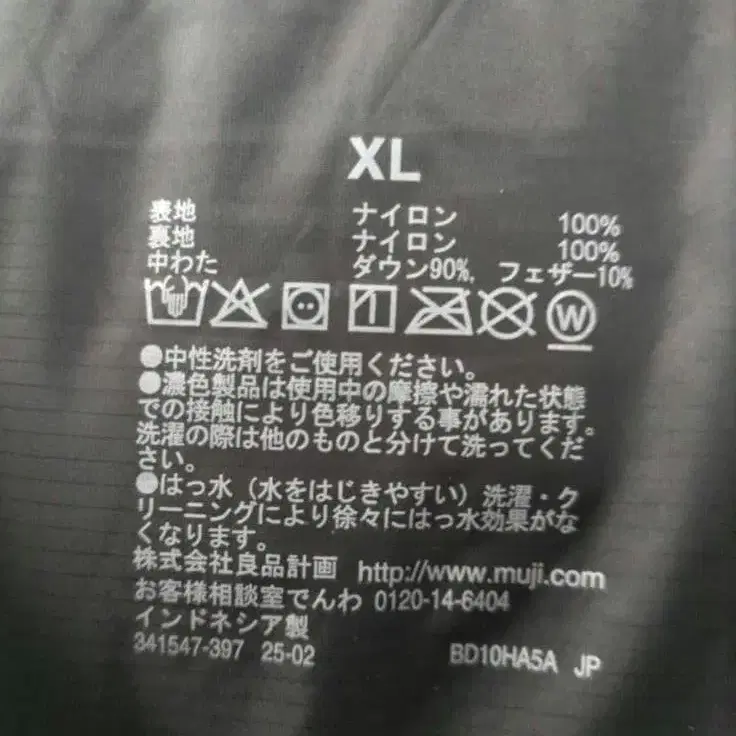 XL
表地 ナイロン 100%
裏地 ナイロン 100%
中わた ダウン90%, フェザー10%
W
●中性洗剤をご使用ください。
●濃色製品は使用中の摩擦や濡れた状態
での接触により色移りする事があります。
洗濯の際は他のものと分けて洗ってくだ
さい。
●はっ水（水をはじきやすい）洗濯・ク
リーニングにより徐々にはっ水効果がな
くなります。
株式会社良品計画 http://www.muji.com
お客様相談室でんわ 0120-14-6404
インドネシア製
341547-397 25-02 BD10HA5A JP